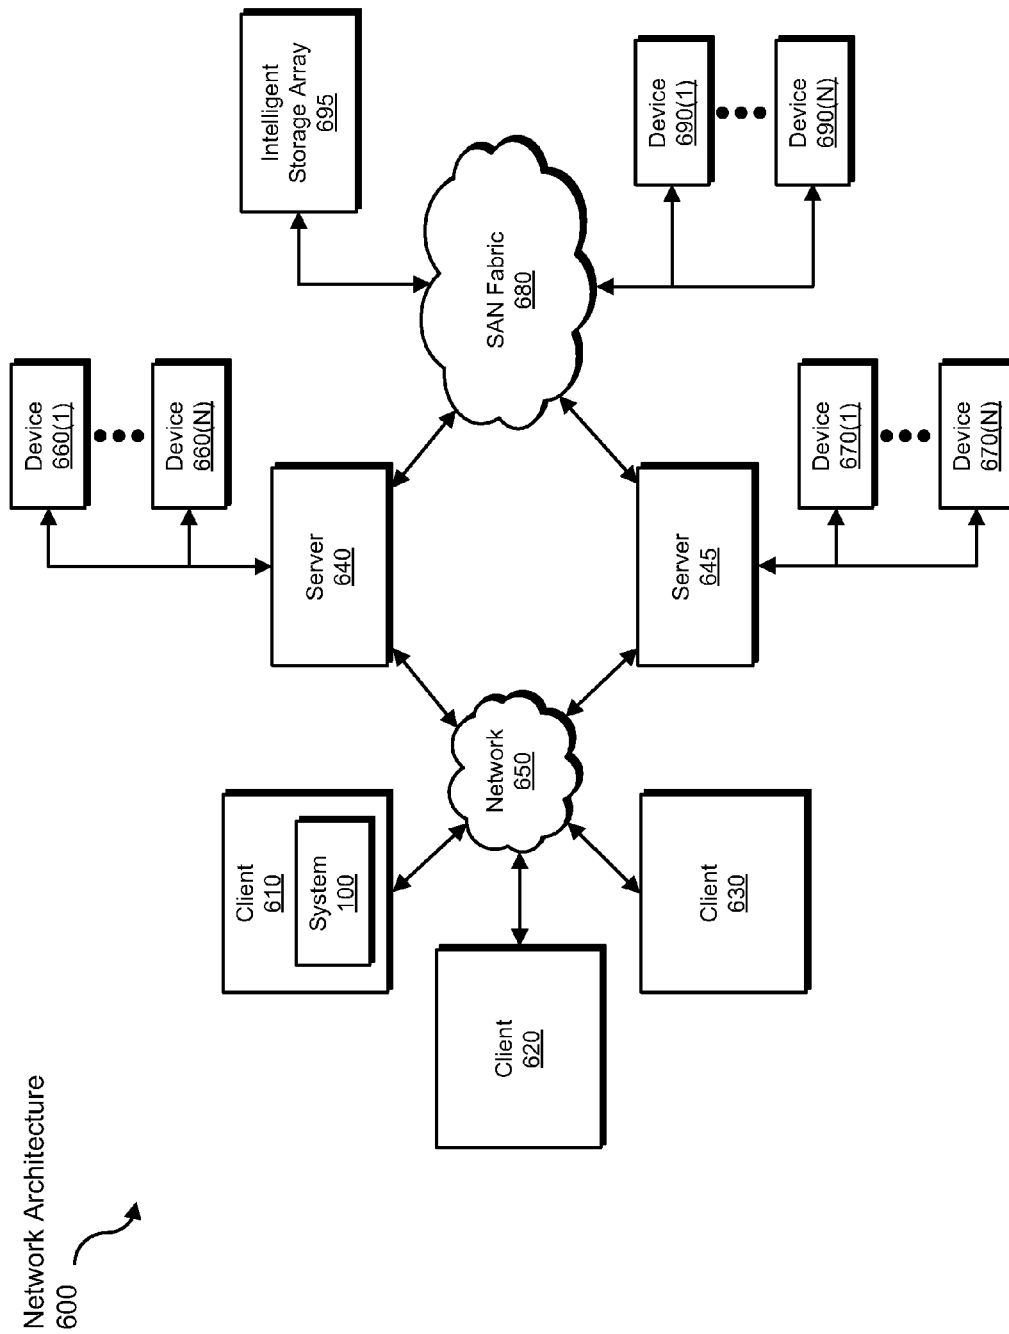 Network Architecture
600
Client
610
System
100
Client
620
Client
630
Network
650
Server
640
Server
645
Device
660(1)
Device
660(N)
Device
670(1)
Device
670(N)
SAN Fabric
680
Intelligent
Storage Array
695
Device
690(1)
Device
690(N)